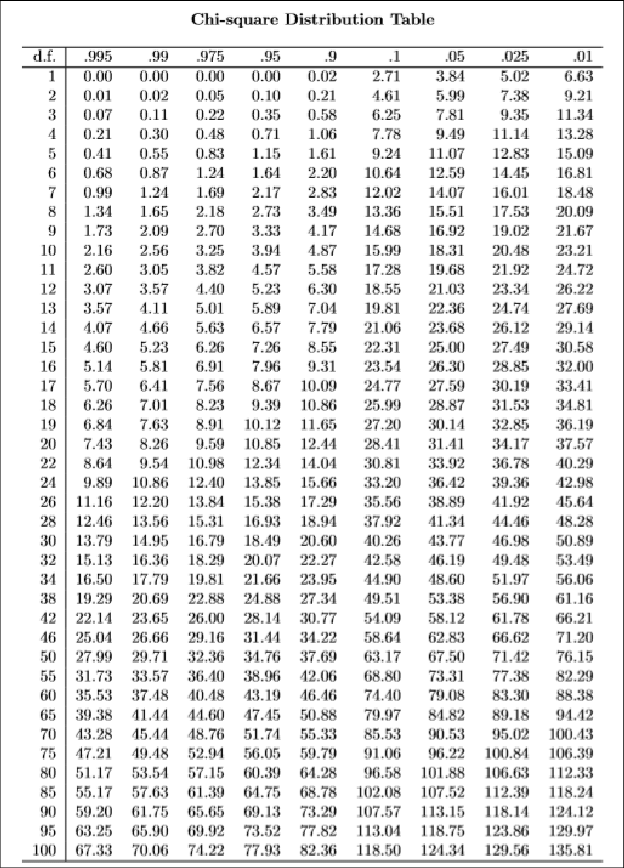 Chi-square Distribution Table
d.f. .995 .99 .975 .95 .9 .1 .05 .025 .01
1 0.00 0.00 0.00 0.00 0.02 2.71 3.84 5.02 6.63
2 0.01 0.02 0.05 0.10 0.21 4.61 5.99 7.38 9.21
3 0.07 0.11 0.22 0.35 0.58 6.25 7.81 9.35 11.34
4 0.21 0.30 0.48 0.71 1.06 7.78 9.49 11.14 13.28
5 0.41 0.55 0.83 1.15 1.61 9.24 11.07 12.83 15.09
6 0.68 0.87 1.24 1.64 2.20 10.64 12.59 14.45 16.81
7 0.99 1.24 1.69 2.17 2.83 12.02 14.07 16.01 18.48
8 1.34 1.65 2.18 2.73 3.49 13.36 15.51 17.53 20.09
9 1.73 2.09 2.70 3.33 4.17 14.68 16.92 19.02 21.67
10 2.16 2.56 3.25 3.94 4.87 15.99 18.31 20.48 23.21
11 2.60 3.05 3.82 4.57 5.58 17.28 19.68 21.92 24.72
12 3.07 3.57 4.40 5.23 6.30 18.55 21.03 23.34 26.22
13 3.57 4.11 5.01 5.89 7.04 19.81 22.36 24.74 27.69
14 4.07 4.66 5.63 6.57 7.79 21.06 23.68 26.12 29.14
15 4.60 5.23 6.26 7.26 8.55 22.31 25.00 27.49 30.58
16 5.14 5.81 6.91 7.96 9.31 23.54 26.30 28.85 32.00
17 5.70 6.41 7.56 8.67 10.09 24.77 27.59 30.19 33.41
18 6.26 7.01 8.23 9.39 10.86 25.99 28.87 31.53 34.81
19 6.84 7.63 8.91 10.12 11.65 27.20 30.14 32.85 36.19
20 7.43 8.26 9.59 10.85 12.44 28.41 31.41 34.17 37.57
22 8.64 9.54 10.98 12.34 14.04 30.81 33.92 36.78 40.29
24 9.89 10.86 12.40 13.85 15.66 33.20 36.42 39.36 42.98
26 11.16 12.20 13.84 15.38 17.29 35.56 38.89 41.92 45.64
28 12.46 13.56 15.31 16.93 18.94 37.92 41.34 44.46 48.28
30 13.79 14.95 16.79 18.49 20.60 40.26 43.77 46.98 50.89
32 15.13 16.36 18.29 20.07 22.27 42.58 46.19 49.48 53.49
34 16.50 17.79 19.81 21.66 23.95 44.90 48.60 51.97 56.06
38 19.29 20.69 22.88 24.88 27.34 49.51 53.38 56.90 61.16
42 22.14 23.65 26.00 28.14 30.77 54.09 58.12 61.78 66.21
46 25.04 26.66 29.16 31.44 34.22 58.64 62.83 66.62 71.20
50 27.99 29.71 32.36 34.76 37.69 63.17 67.50 71.42 76.15
55 31.73 33.57 36.40 38.96 42.06 68.80 73.31 77.38 82.29
60 35.53 37.48 40.48 43.19 46.46 74.40 79.08 83.30 88.38
65 39.38 41.44 44.60 47.45 50.88 79.97 84.82 89.18 94.42
70 43.28 45.44 48.76 51.74 55.33 85.53 90.53 95.02 100.43
75 47.21 49.48 52.94 56.05 59.79 91.06 96.22 100.84 106.39
80 51.17 53.54 57.15 60.39 64.28 96.58 101.88 106.63 112.33
85 55.17 57.63 61.39 64.75 68.78 102.08 107.52 112.39 118.24
90 59.20 61.75 65.65 69.13 73.29 107.57 113.15 118.14 124.12
95 63.25 65.90 69.92 73.52 77.82 113.04 118.75 123.86 129.97
100 67.33 70.06 74.22 77.93 82.36 118.50 124.34 129.56 135.81